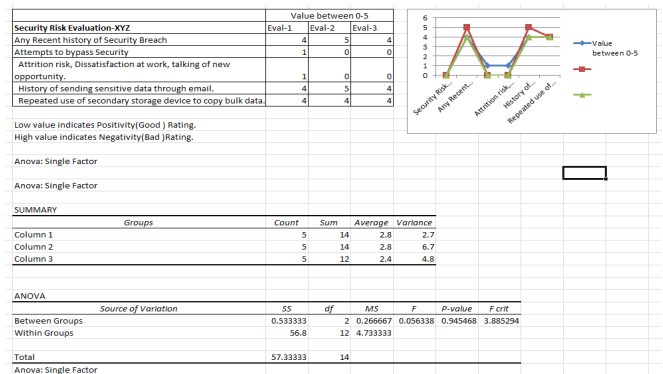 Value between 0-5
Security Risk Evaluation-XYZ Eval-1 Eval-2 Eval-3
Any Recent history of Security Breach 4 5 4
Attempts to bypass Security 1 0 0
Attrition risk, Dissatisfaction at work, talking of new
opportunity. 1 0 0
History of sending sensitive data through email. 4 5 4
Repeated use of secondary storage device to copy bulk data. 4 4 4
6
5
4
3
2
1
0
Security Risk...
Any Recent...
Attrition risk,...
History of...
Repeated use of...
Value
between 0-5
Low value indicates Positivity(Good ) Rating.
High value indicates Negativity(Bad )Rating.
Anova: Single Factor
Anova: Single Factor
SUMMARY
Groups Count Sum Average Variance
Column 1 5 14 2.8 2.7
Column 2 5 14 2.8 6.7
Column 3 5 12 2.4 4.8
ANOVA
Source of Variation SS df MS F P-value F crit
Between Groups 0.533333 2 0.266667 0.056338 0.945468 3.885294
Within Groups 56.8 12 4.733333
Total 57.33333 14
Anova: Single Factor